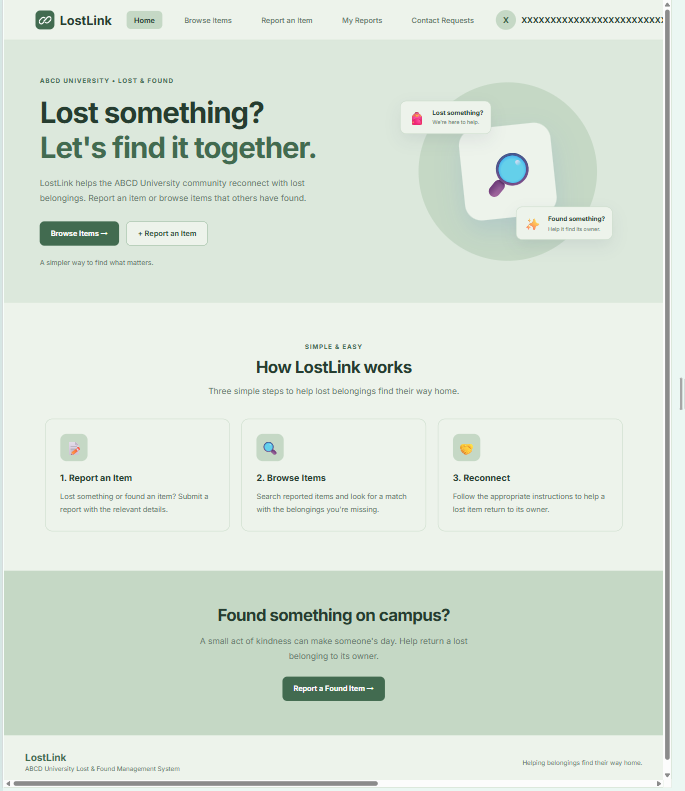 LostLink
Home
Browse Items
Report an Item
My Reports
Contact Requests
X
ABCD UNIVERSITY • LOST & FOUND
Lost something?
Let's find it together.
LostLink helps the ABCD University community reconnect with lost
belongings. Report an item or browse items that others have found.
Browse Items →
+ Report an Item
A simpler way to find what matters.
Lost something?
We're here to help.
Found something?
Help it find its owner.
SIMPLE & EASY
How LostLink works
Three simple steps to help lost belongings find their way home.
1. Report an Item
Lost something or found an item? Submit a
report with the relevant details.
2. Browse Items
Search reported items and look for a match
with the belongings you're missing.
3. Reconnect
Follow the appropriate instructions to help a
lost item return to its owner.
Found something on campus?
A small act of kindness can make someone's day. Help return a lost
belonging to its owner.
Report a Found Item →
LostLink
ABCD University Lost & Found Management System
Helping belongings find their way home.